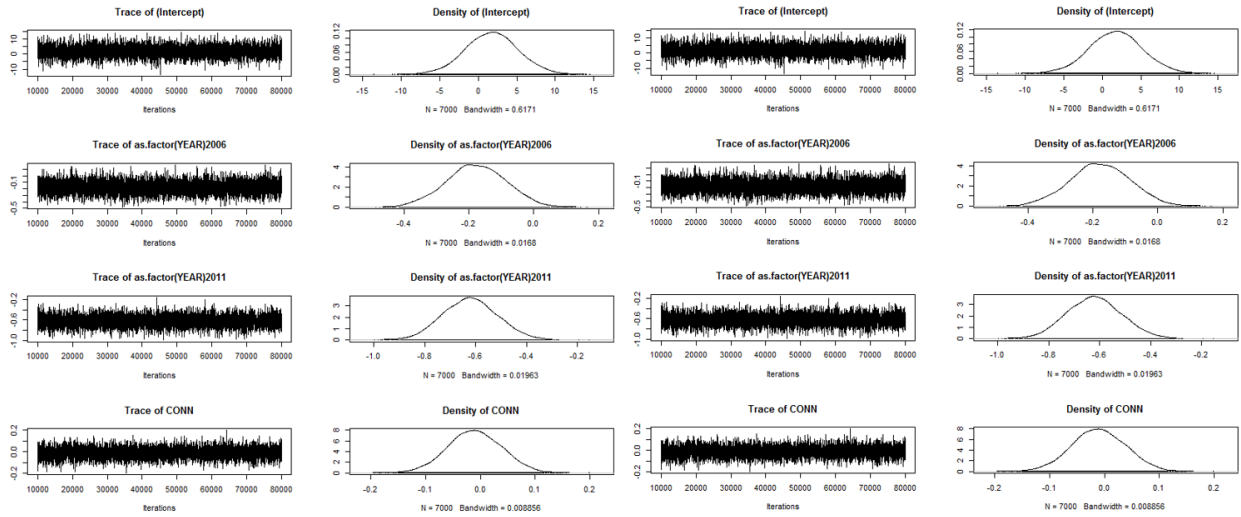 Trace of (Intercept)
Density of (Intercept)
Trace of (Intercept)
Density of (Intercept)
-10 0 10
10000 20000 30000 40000 50000 60000 70000 80000
Iterations
0.00 0.06 0.12
-15 -10 -5 0 5 10 15
N = 7000 Bandwidth = 0.6171
-10 0 10
10000 20000 30000 40000 50000 60000 70000 80000
Iterations
0.00 0.06 0.12
-15 -10 -5 0 5 10 15
N = 7000 Bandwidth = 0.6171
Trace of as.factor(YEAR)2006
Density of as.factor(YEAR)2006
Trace of as.factor(YEAR)2006
Density of as.factor(YEAR)2006
-0.5 -0.1
10000 20000 30000 40000 50000 60000 70000 80000
Iterations
0 2 4
-0.4 -0.2 0.0 0.2
N = 7000 Bandwidth = 0.0168
-0.5 -0.1
10000 20000 30000 40000 50000 60000 70000 80000
Iterations
0 2 4
-0.4 -0.2 0.0 0.2
N = 7000 Bandwidth = 0.0168
Trace of as.factor(YEAR)2011
Density of as.factor(YEAR)2011
Trace of as.factor(YEAR)2011
Density of as.factor(YEAR)2011
-1.0 -0.6 -0.2
10000 20000 30000 40000 50000 60000 70000 80000
Iterations
0 1 2 3
-1.0 -0.8 -0.6 -0.4 -0.2
N = 7000 Bandwidth = 0.01963
-1.0 -0.6 -0.2
10000 20000 30000 40000 50000 60000 70000 80000
Iterations
0 1 2 3
-1.0 -0.8 -0.6 -0.4 -0.2
N = 7000 Bandwidth = 0.01963
Trace of CONN
Density of CONN
Trace of CONN
Density of CONN
-0.2 0.0 0.2
10000 20000 30000 40000 50000 60000 70000 80000
Iterations
0 2 4 6 8
-0.2 -0.1 0.0 0.1 0.2
N = 7000 Bandwidth = 0.008856
-0.2 0.0 0.2
10000 20000 30000 40000 50000 60000 70000 80000
Iterations
0 2 4 6 8
-0.2 -0.1 0.0 0.1 0.2
N = 7000 Bandwidth = 0.008856